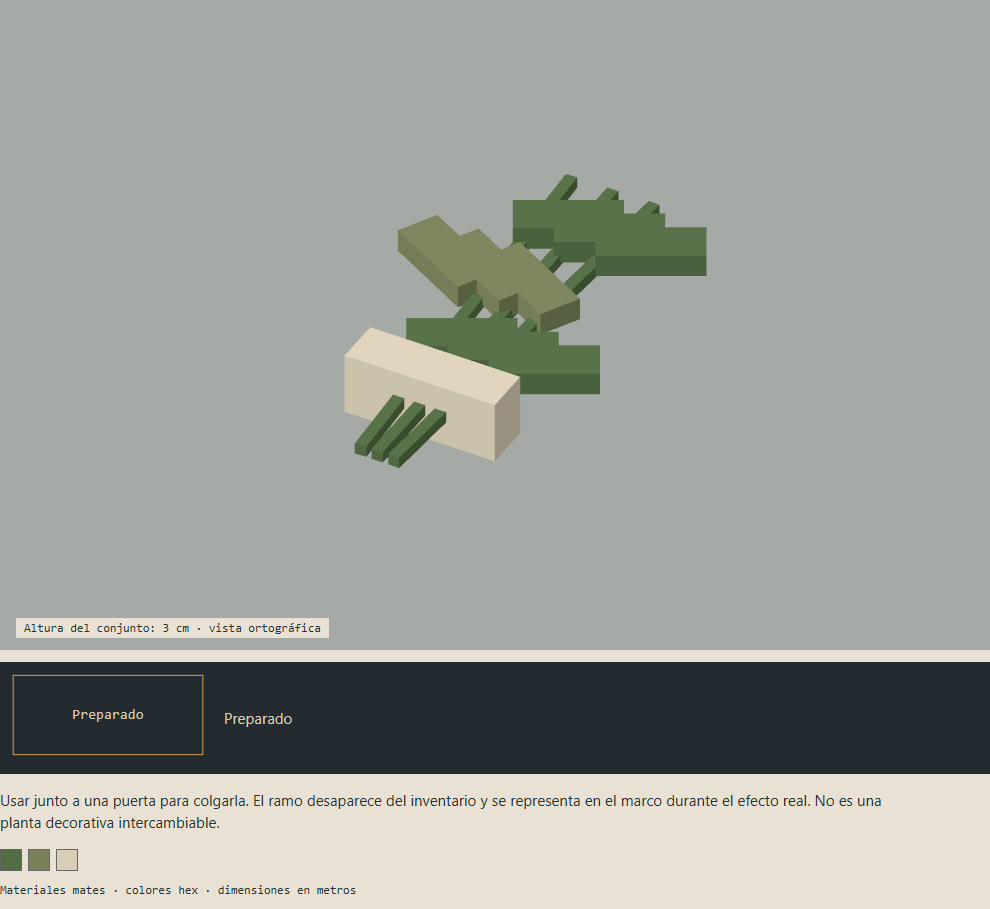 Altura del conjunto: 3 cm · vista ortográfica
Preparado
Preparado
Usar junto a una puerta para colgarla. El ramo desaparece del inventario y se representa en el marco durante el efecto real. No es una
planta decorativa intercambiable.
Materiales mates · colores hex · dimensiones en metros